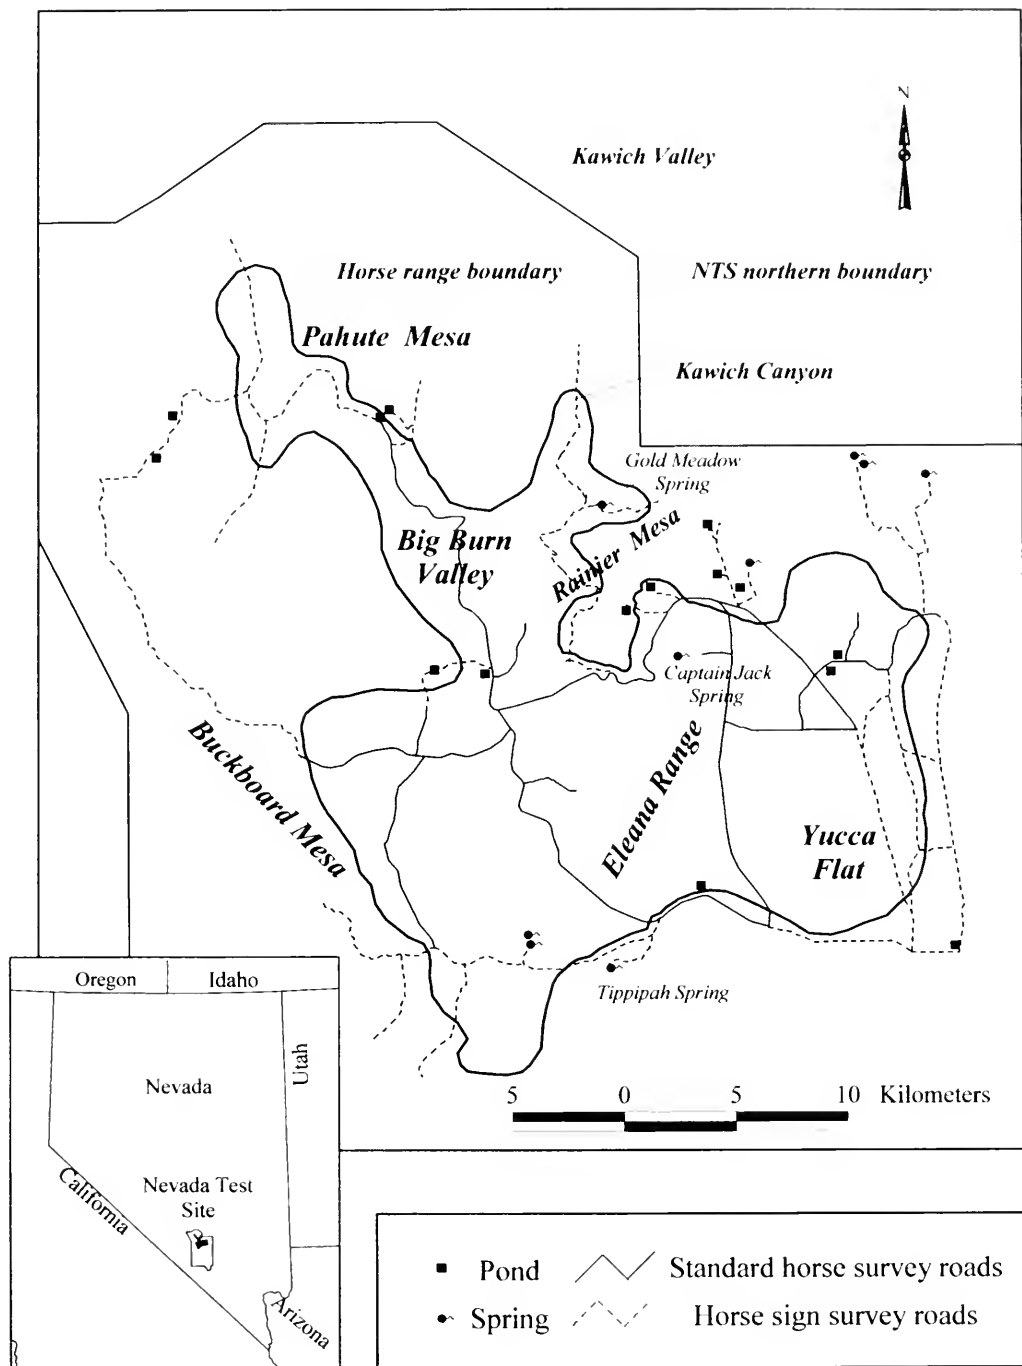 N
Kawich Valley
Horse range boundary
NTS northern boundary
Pahute Mesa
Kawich Canyon
Gold Meadow
Spring
Big Burn
Valley
Rainier Mesa
Captain Jack
Spring
Buckboard Mesa
Eleana Range
Yucca
Flat
Tippipah Spring
5 0 5 10 Kilometers
Oregon
Idaho
Utah
Nevada
Nevada Test
Site
California
Arizona
Pond
Standard horse survey roads
Spring
Horse sign survey roads